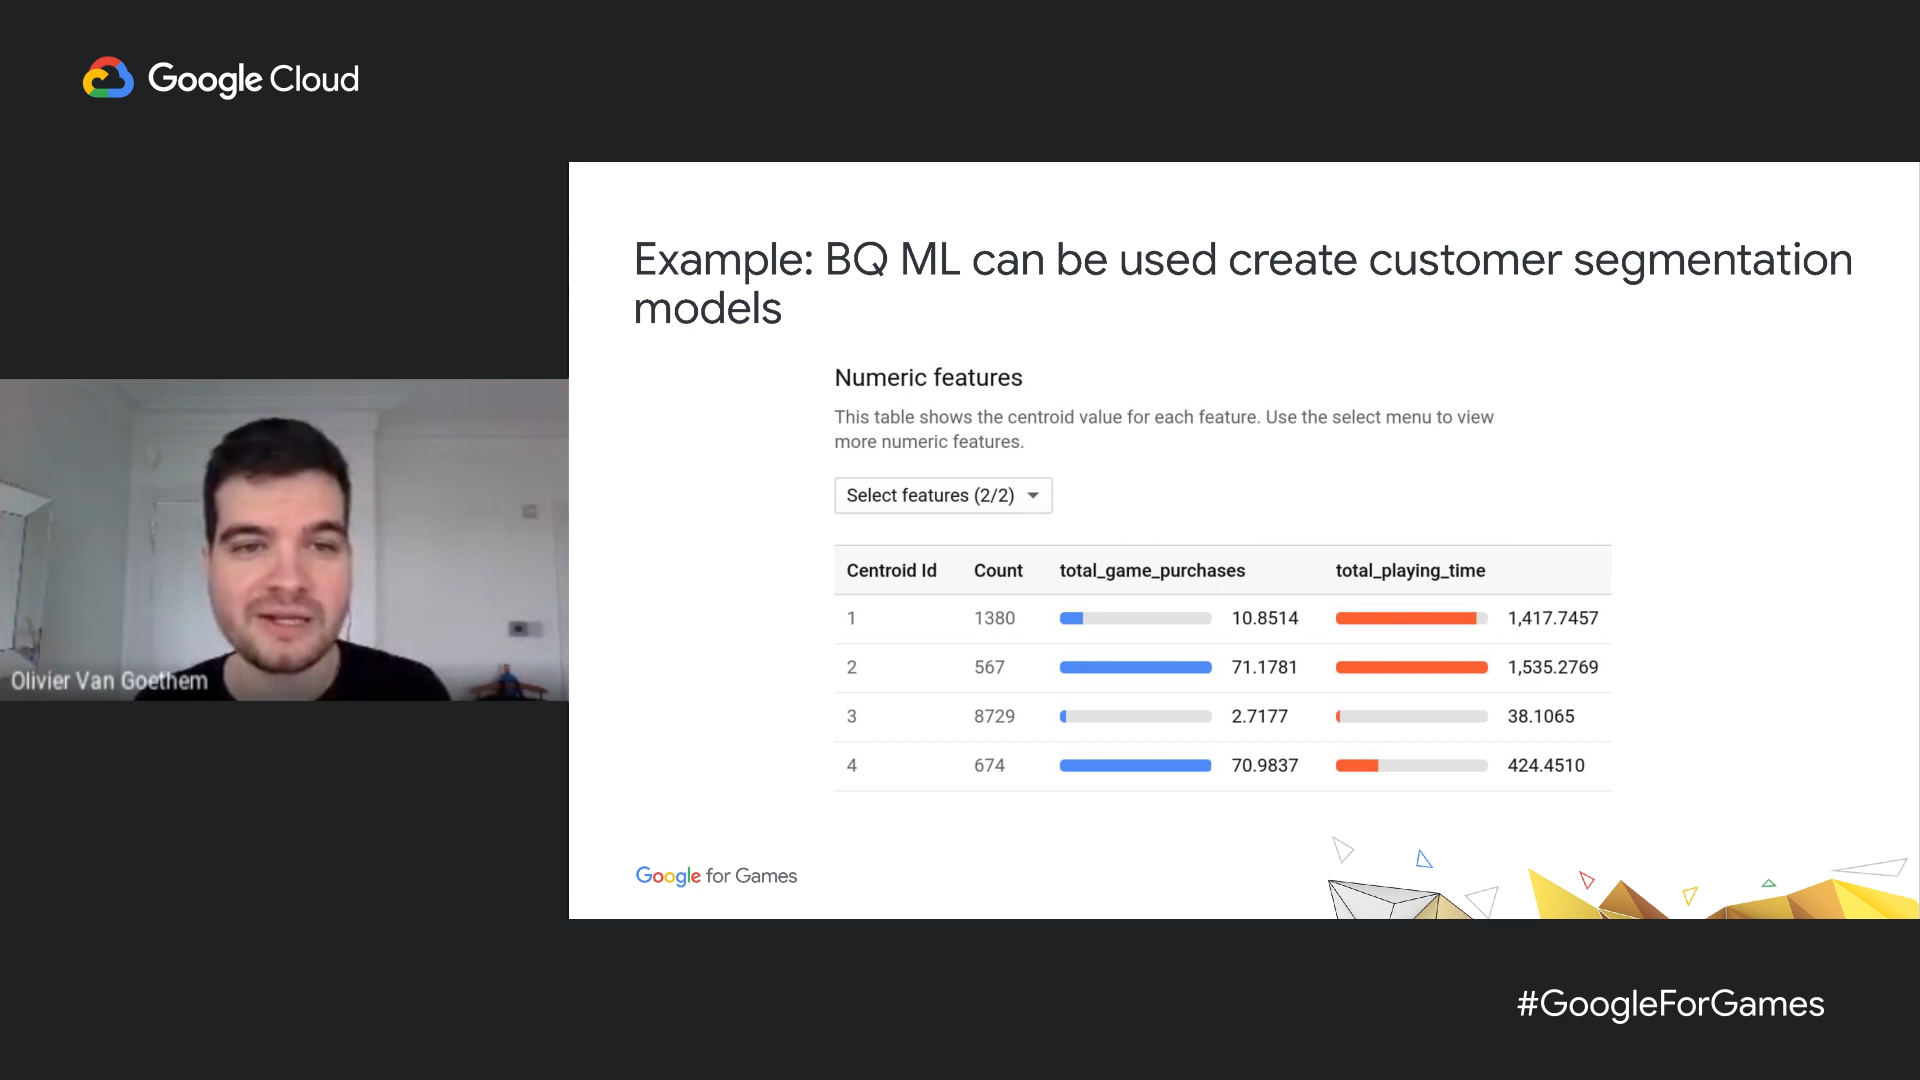 Google Cloud
Example: BQ ML can be used create customer segmentation
models
Numeric features
This table shows the centroid value for each feature. Use the select menu to view
more numeric features.
Select features (2/2)
Centroid Id Count total_game_purchases total_playing_time
1 1380 10.8514 1,417.7457
2 567 71.1781 1,535.2769
3 8729 2.7177 38.1065
4 674 70.9837 424.4510
Olivier Van Goethem
Google for Games
#GoogleForGames